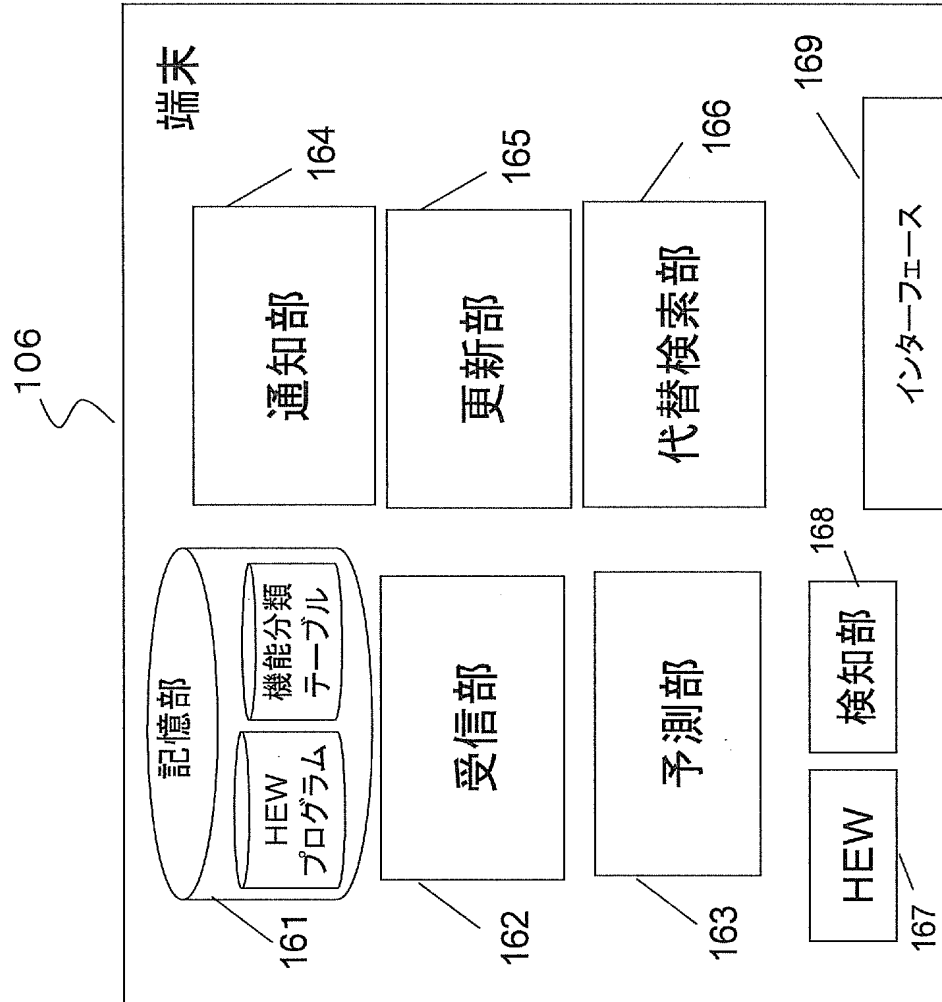 106
端末
記憶部
HEW
プログラム
機能分類
テーブル
161
通知部
164
受信部
162
更新部
165
予測部
163
代替検索部
166
HEW
167
検知部
168
インターフェース
169